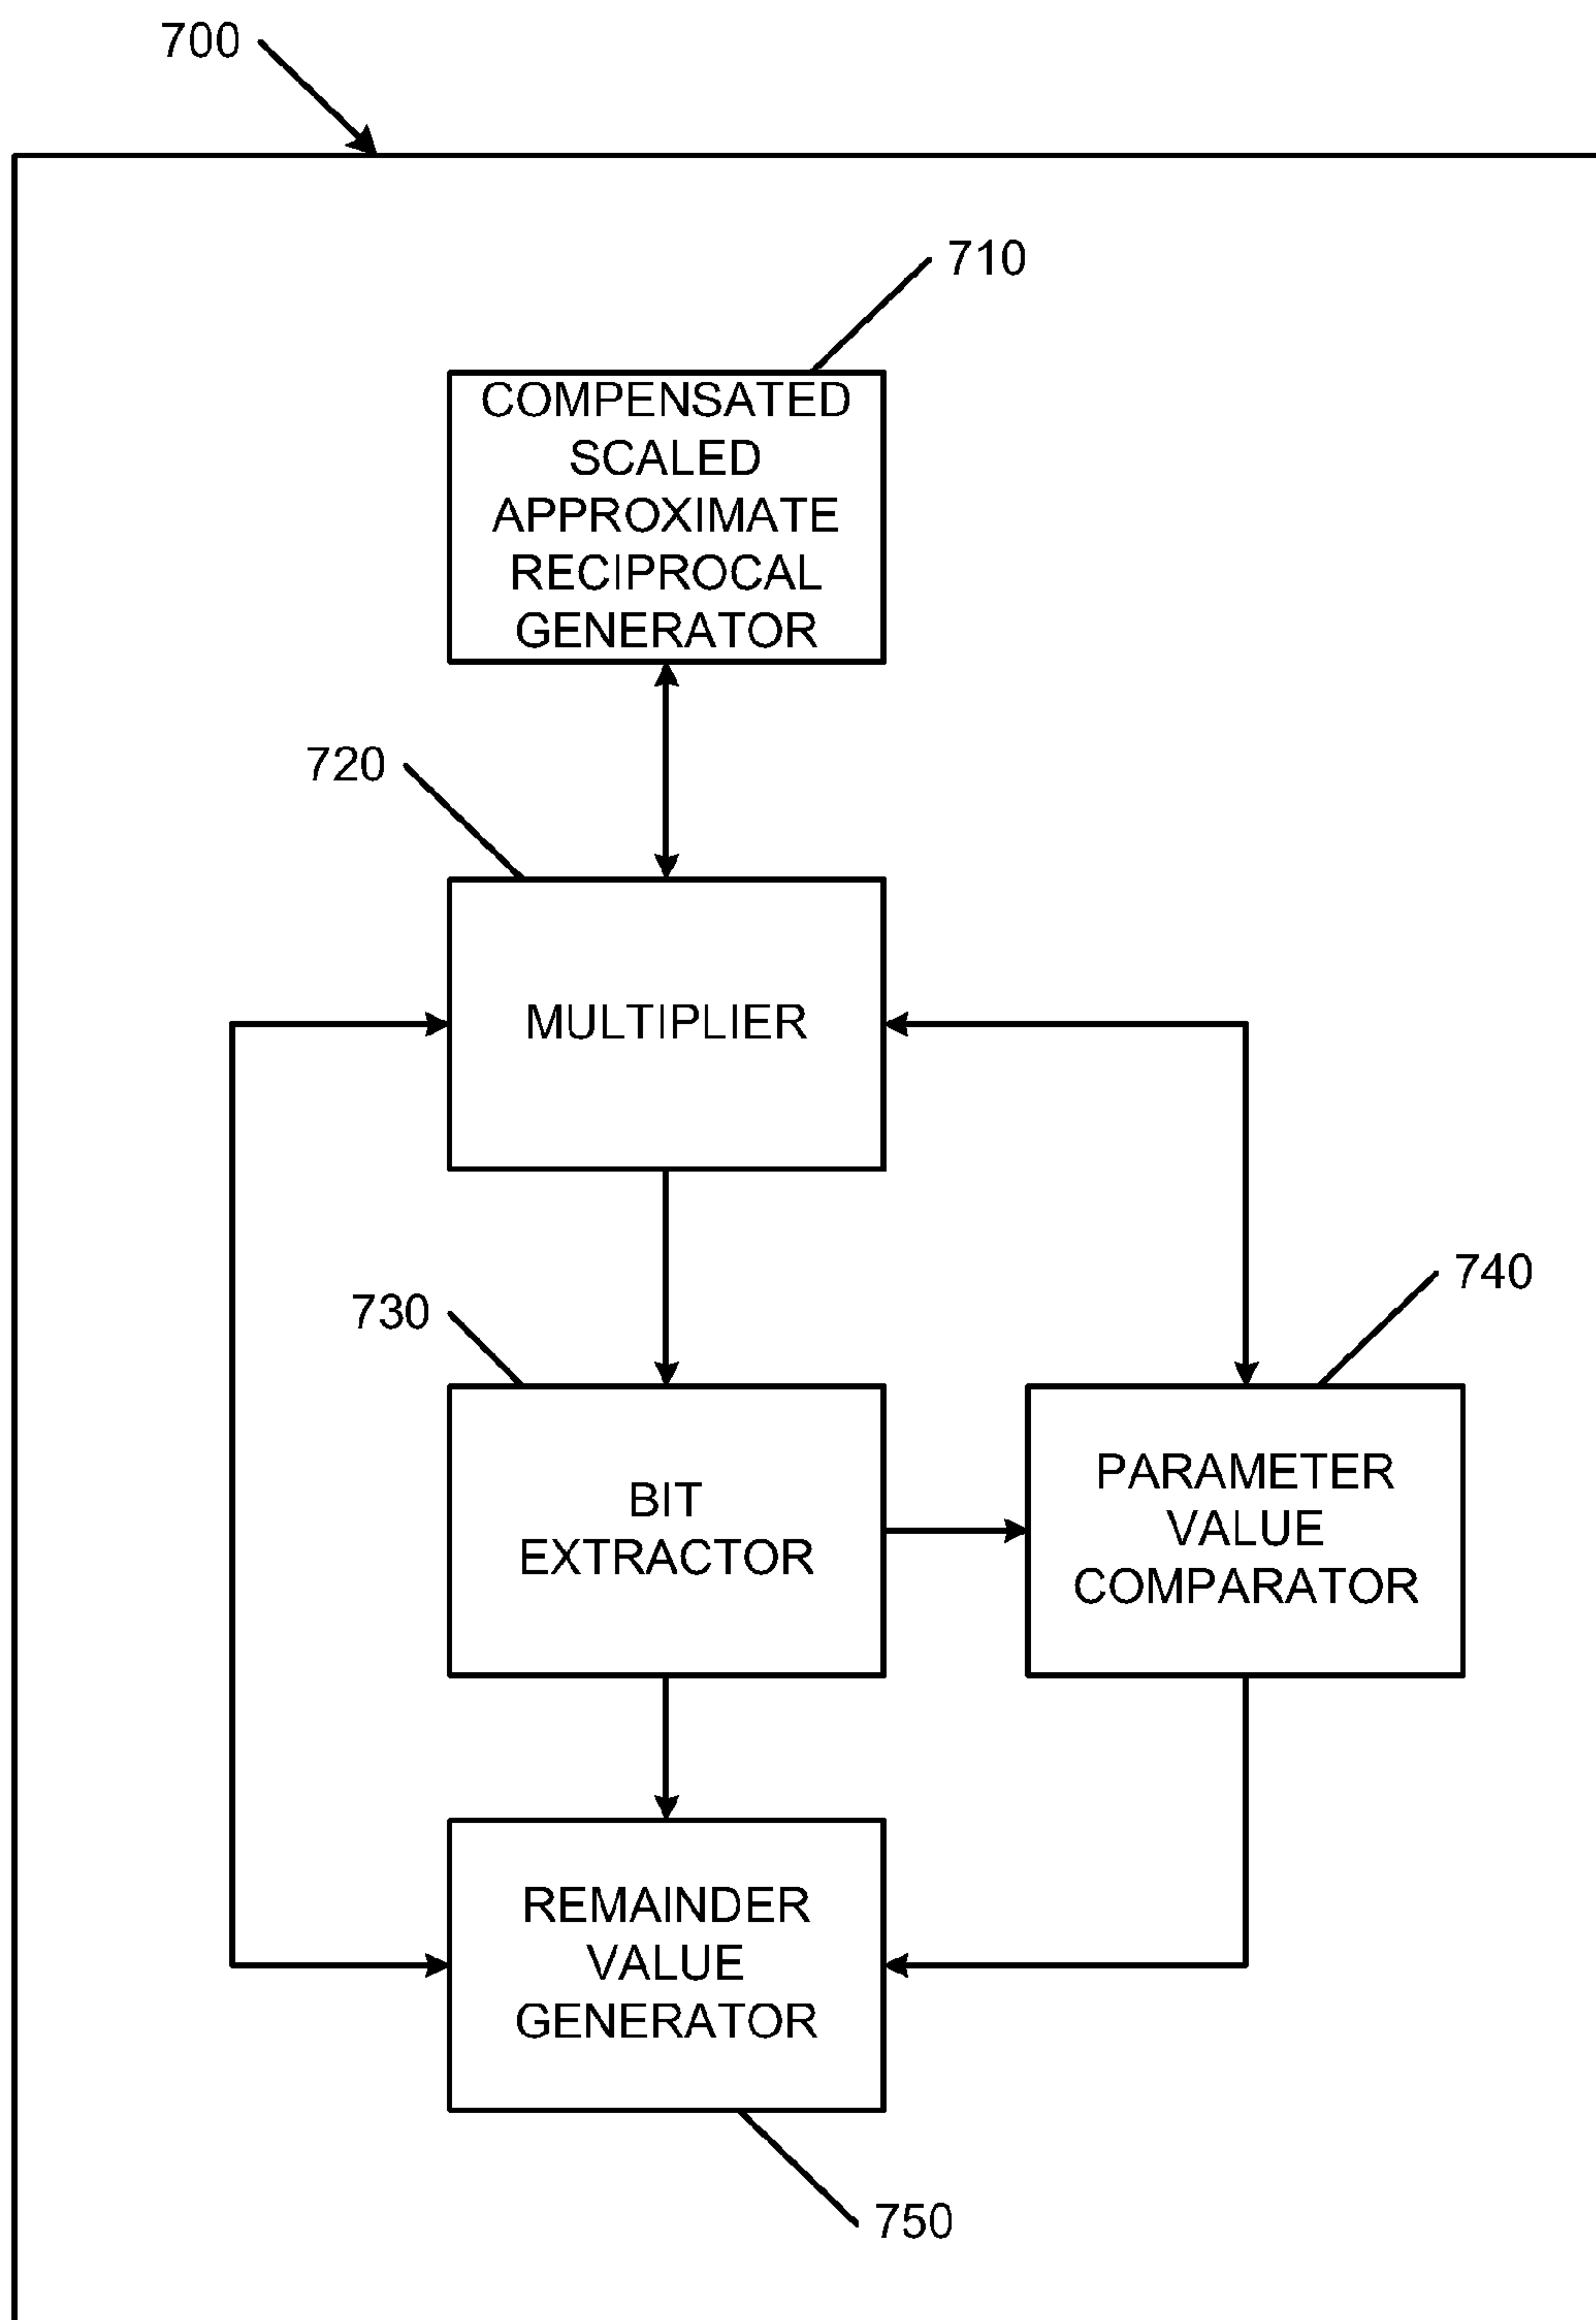 700
710
COMPENSATED
SCALED
APPROXIMATE
RECIPROCAL
GENERATOR
720
MULTIPLIER
730
740
BIT
EXTRACTOR
PARAMETER
VALUE
COMPARATOR
REMAINDER
VALUE
GENERATOR
750